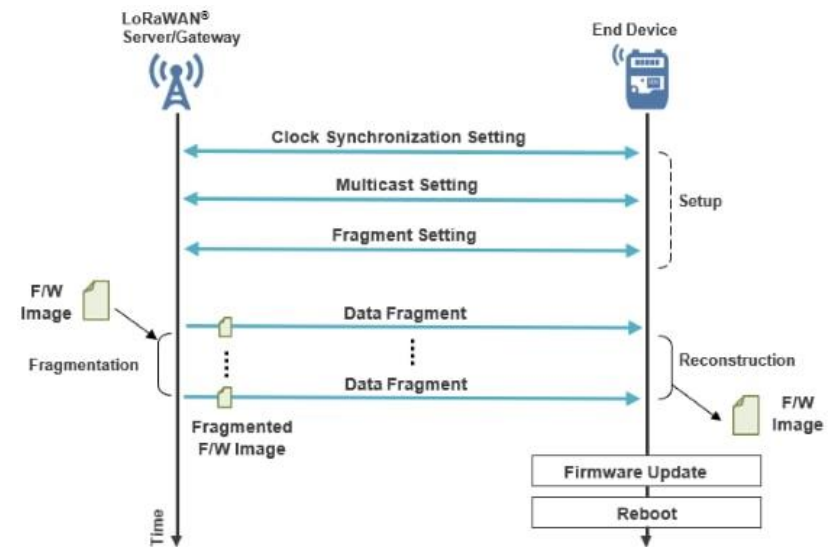 LoRaWAN®
Server/Gateway
End Device
Clock Synchronization Setting
Multicast Setting
Setup
Fragment Setting
F/W
Image
Data Fragment
Fragmentation
Reconstruction
Data Fragment
F/W
Image
Fragmented
F/W Image
Firmware Update
Reboot
Time